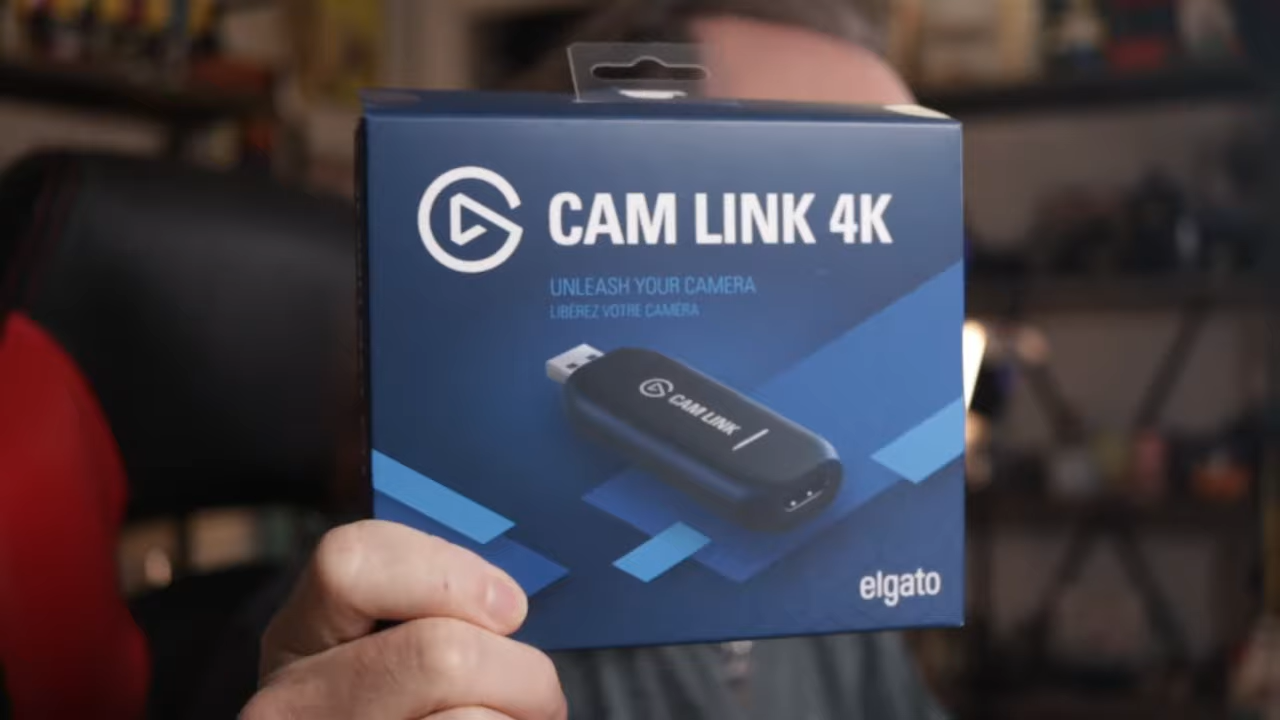 CAM LINK 4K
UNLEASH YOUR CAMERA
LIBÉREZ VOTRE CAMÉRA
CAM LINK
elgato